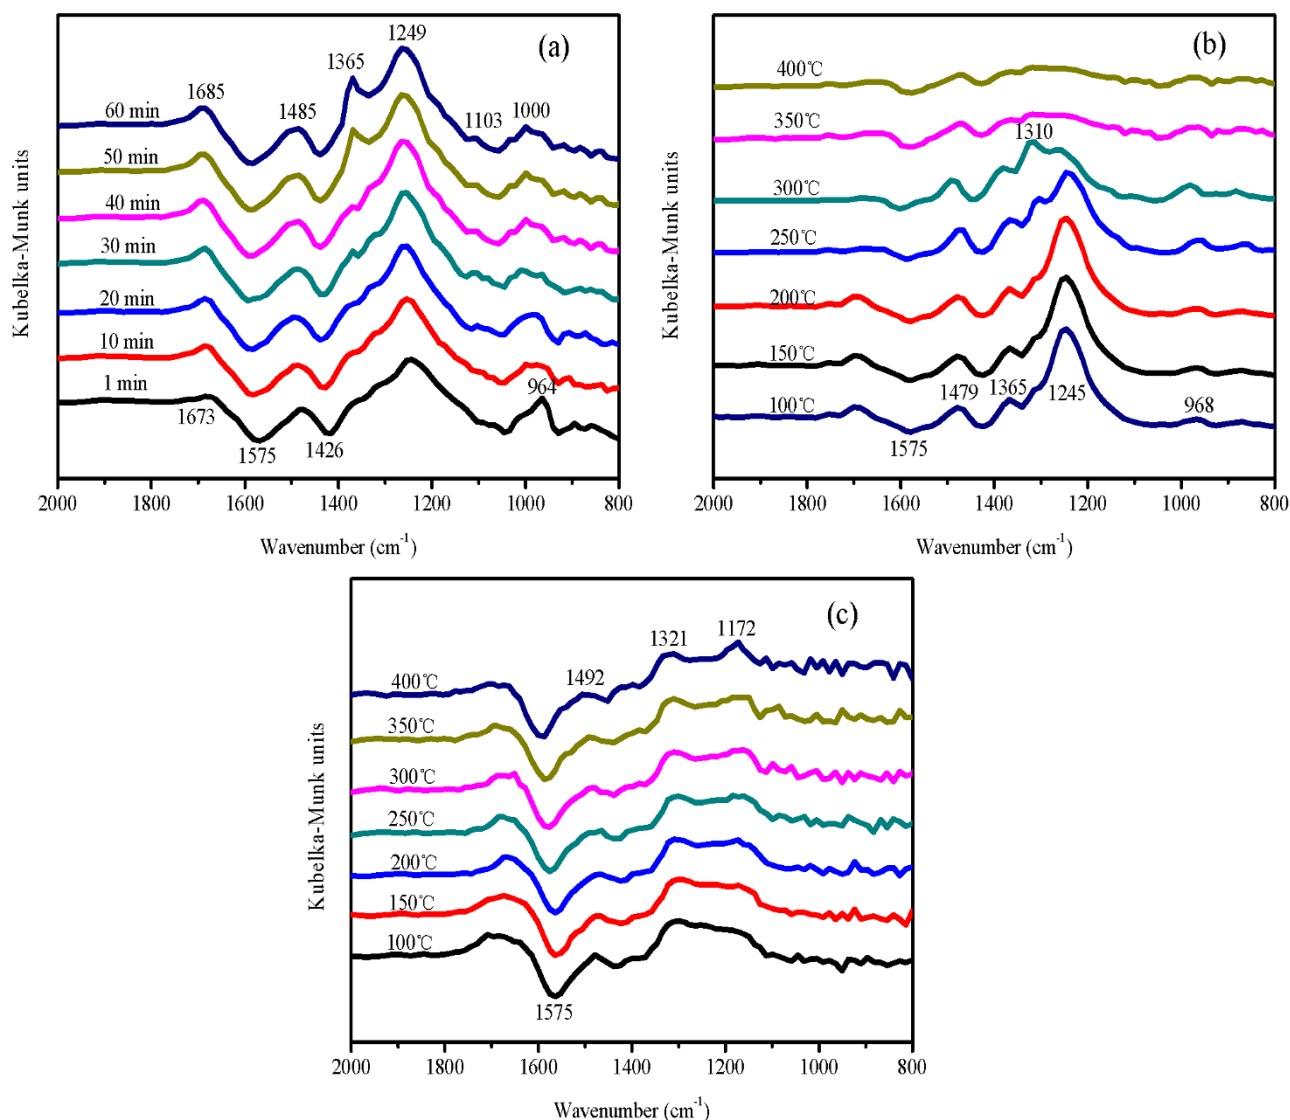 (a)
1249
1365
1685
1485
1103
1000
60 min
50 min
40 min
30 min
20 min
10 min
1 min
964
1673
1575
1426
Kubelka-Munk units
2000 1800 1600 1400 1200 1000 800
Wavenumber (cm⁻¹)
(b)
400℃
350℃
1310
300℃
250℃
200℃
150℃
100℃
1479
1365
1245
968
1575
Kubelka-Munk units
2000 1800 1600 1400 1200 1000 800
Wavenumber (cm⁻¹)
(c)
1321
1172
1492
400℃
350℃
300℃
250℃
200℃
150℃
100℃
1575
Kubelka-Munk units
2000 1800 1600 1400 1200 1000 800
Wavenumber (cm⁻¹)